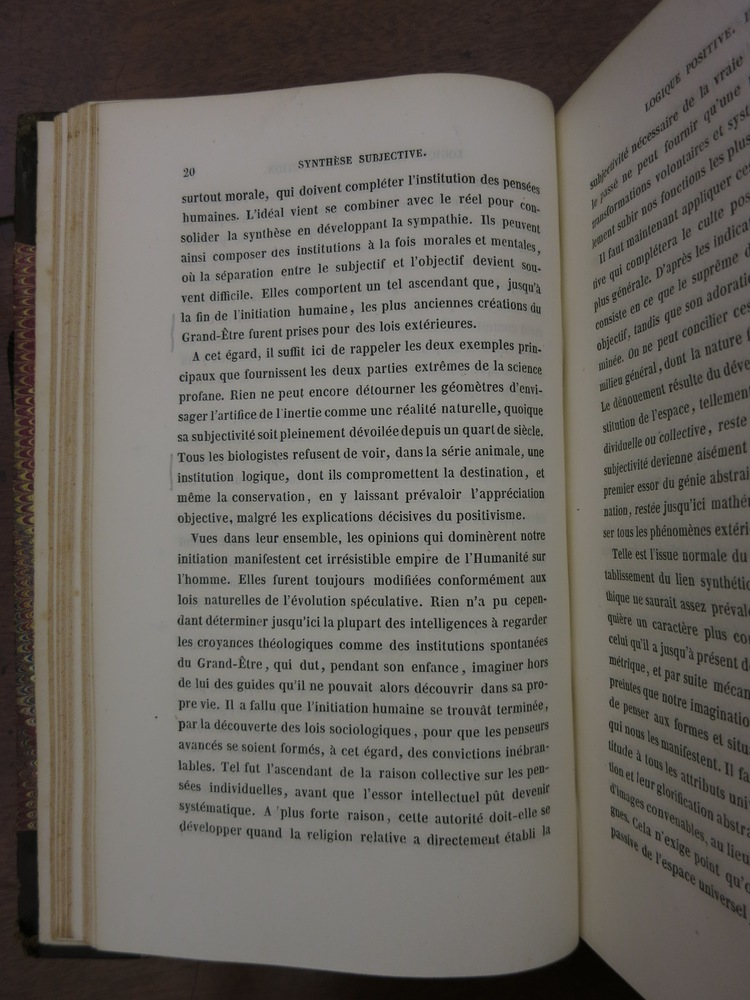 20
SYNTHÈSE SUBJECTIVE.
surtout morale, qui doivent compléter l'institution des pensées
humaines. L'idéal vient se combiner avec le réel pour con-
solider la synthèse en développant la sympathie. Ils peuvent
ainsi composer des institutions à la fois morales et mentales,
où la séparation entre le subjectif et l'objectif devient sou-
vent difficile. Elles comportent un tel ascendant que, jusqu'à
la fin de l'initiation humaine, les plus anciennes créations du
Grand-Être furent prises pour des lois extérieures.
A cet égard, il suffit ici de rappeler les deux exemples prin-
cipaux que fournissent les deux parties extrêmes de la science
profane. Rien ne peut encore détourner les géomètres d'envi-
sager l'artifice de l'inertie comme une réalité naturelle, quoique
sa subjectivité soit pleinement dévoilée depuis un quart de siècle.
Tous les biologistes refusent de voir, dans la série animale, une
institution logique, dont ils compromettent la destination, et
même la conservation, en y laissant prévaloir l'appréciation
objective, malgré les explications décisives du positivisme.
Vues dans leur ensemble, les opinions qui dominèrent notre
initiation manifestent cet irrésistible empire de l'Humanité sur
l'homme. Elles furent toujours modifiées conformément aux
lois naturelles de l'évolution spéculative. Rien n'a pu cepen-
dant déterminer jusqu'ici la plupart des intelligences à regarder
les croyances théologiques comme des institutions spontanées
du Grand-Être, qui dut, pendant son enfance, imaginer hors
de lui des guides qu'il ne pouvait alors découvrir dans sa pro-
pre vie. Il a fallu que l'initiation humaine se trouvât terminée,
par la découverte des lois sociologiques, pour que les penseurs
avancés se soient formés, à cet égard, des convictions inébran-
lables. Tel fut l'ascendant de la raison collective sur les pen-
sées individuelles, avant que l'essor intellectuel pût devenir
systématique. A plus forte raison, cette autorité doit-elle se
développer quand la religion relative a directement établi la
LOGIQUE POSITIVE.
subjectivité nécessaire de la vraie
le passé ne peut fournir qu'une
transformations volontaires et syst
lement subir nos fonctions les plus
Il faut maintenant appliquer ces
tive qui complétera le culte pos
plus générale. D'après les indica
consiste en ce que le suprême d
objectif, tandis que son adorati
minée. On ne peut concilier ces
milieu général, dont la nature l
Le dénouement résulte du déve
stitution de l'espace, tellemen
dividuelle ou collective, reste
subjectivité devienne aisément
premier essor du génie abstrai
nation, restée jusqu'ici mathé
ser tous les phénomènes extéri
Telle est l'issue normale du
tablissement du lien synthétic
thique ne saurait assez préval
quière un caractère plus co
celui qu'il a jusqu'à présent d
métrique, et par suite mécan
preintes que notre imaginatio
de penser aux formes et situ
qui nous les manifestent. Il fa
titude à tous les attributs uni
tion et leur glorification abstra
d'images convenables, au lieu
gues. Cela n'exige point qu'o
passive de l'espace universel